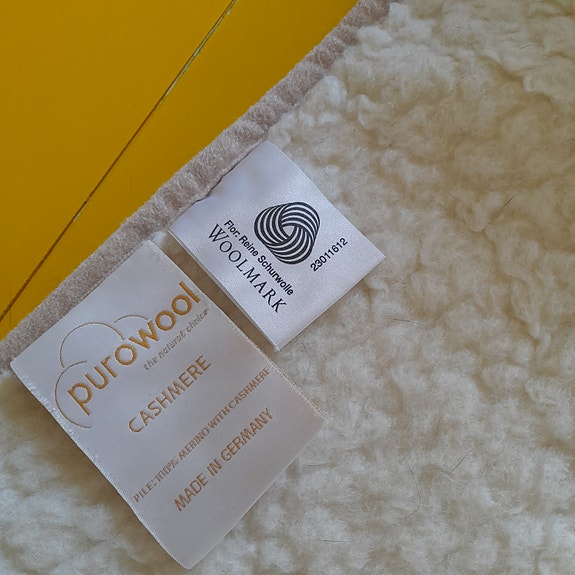 Flor: Reine Schurwolle
WOOLMARK
23011612
purowool
the natural choice
CASHMERE
PILE:100% MERINO WITH CASHMERE
MADE IN GERMANY